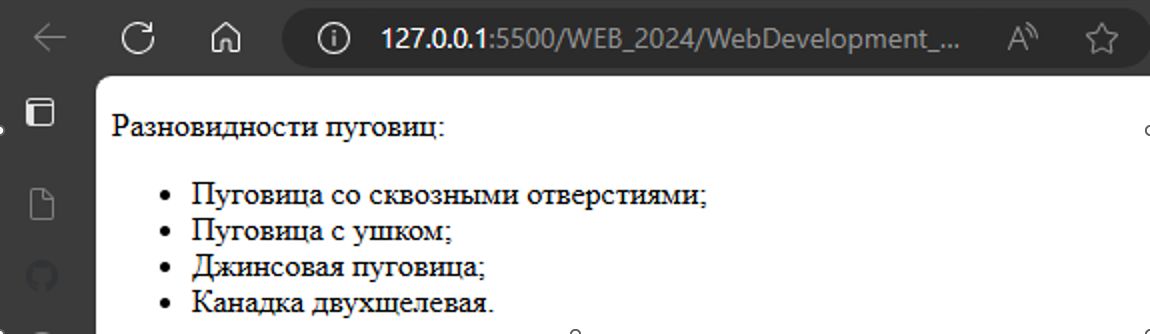 127.0.0.1:5500/WEB_2024/WebDevelopment_...
Разновидности пуговиц:
• Пуговица со сквозными отверстиями;
• Пуговица с ушком;
• Джинсовая пуговица;
• Канадка двухщелевая.